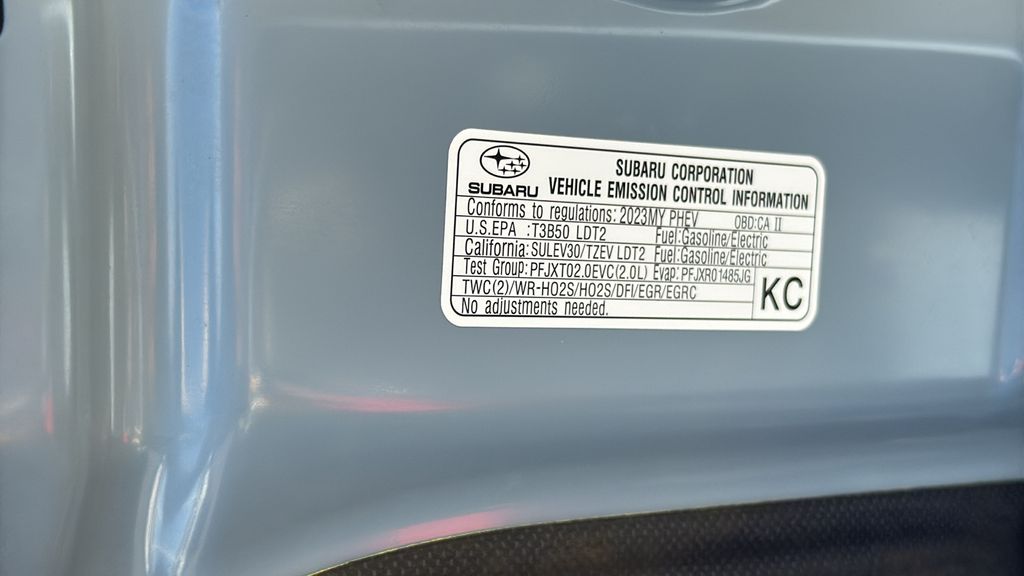 SUBARU
SUBARU CORPORATION
VEHICLE EMISSION CONTROL INFORMATION
Conforms to regulations: 2023MY PHEV OBD:CA II
U.S.EPA :T3B50 LDT2 Fuel:Gasoline/Electric
California:SULEV30/TZEV LDT2 Fuel:Gasoline/Electric
Test Group:PFJXT02.0EVC(2.0L) Evap:PFJXR01485JG
TWC(2)/WR-HO2S/HO2S/DFI/EGR/EGRC
No adjustments needed.
KC